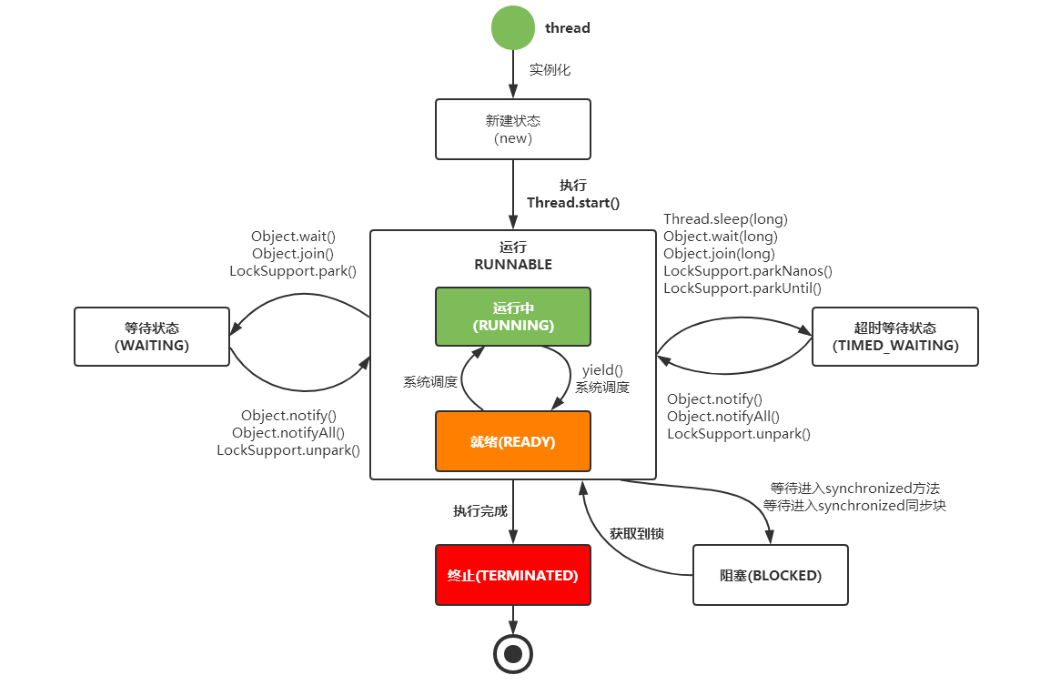 thread
实例化
新建状态
（new）
执行
Thread.start()
Object.wait()
Object.join()
LockSupport.park()
Thread.sleep(long)
Object.wait(long)
Object.join(long)
LockSupport.parkNanos()
LockSupport.parkUntil()
运行
RUNNABLE
运行中
(RUNNING)
等待状态
(WAITING)
超时等待状态
(TIMED_WAITING)
系统调度
yield()
系统调度
就绪(READY)
Object.notify()
Object.notifyAll()
LockSupport.unpark()
Object.notify()
Object.notifyAll()
LockSupport.unpark()
执行完成
等待进入synchronized方法
等待进入synchronized同步块
获取到锁
终止(TERMINATED)
阻塞(BLOCKED)